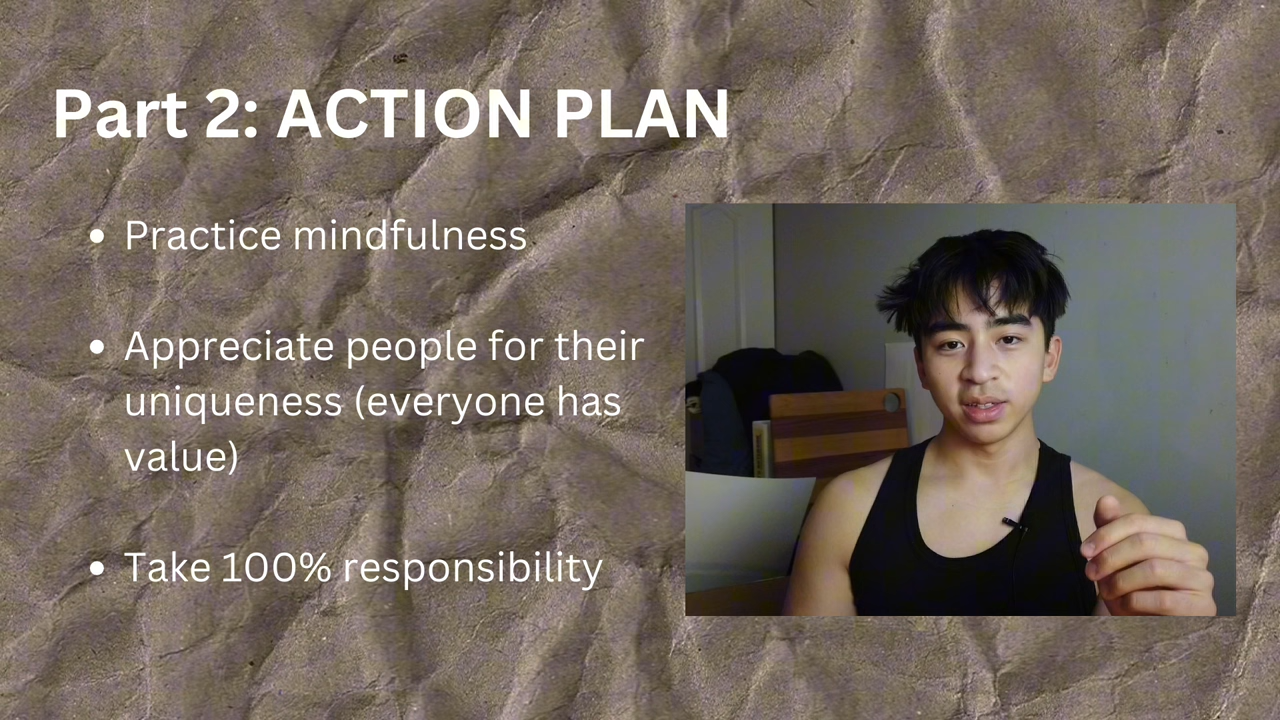 Part 2: ACTION PLAN
• Practice mindfulness
• Appreciate people for their
uniqueness (everyone has
value)
• Take 100% responsibility